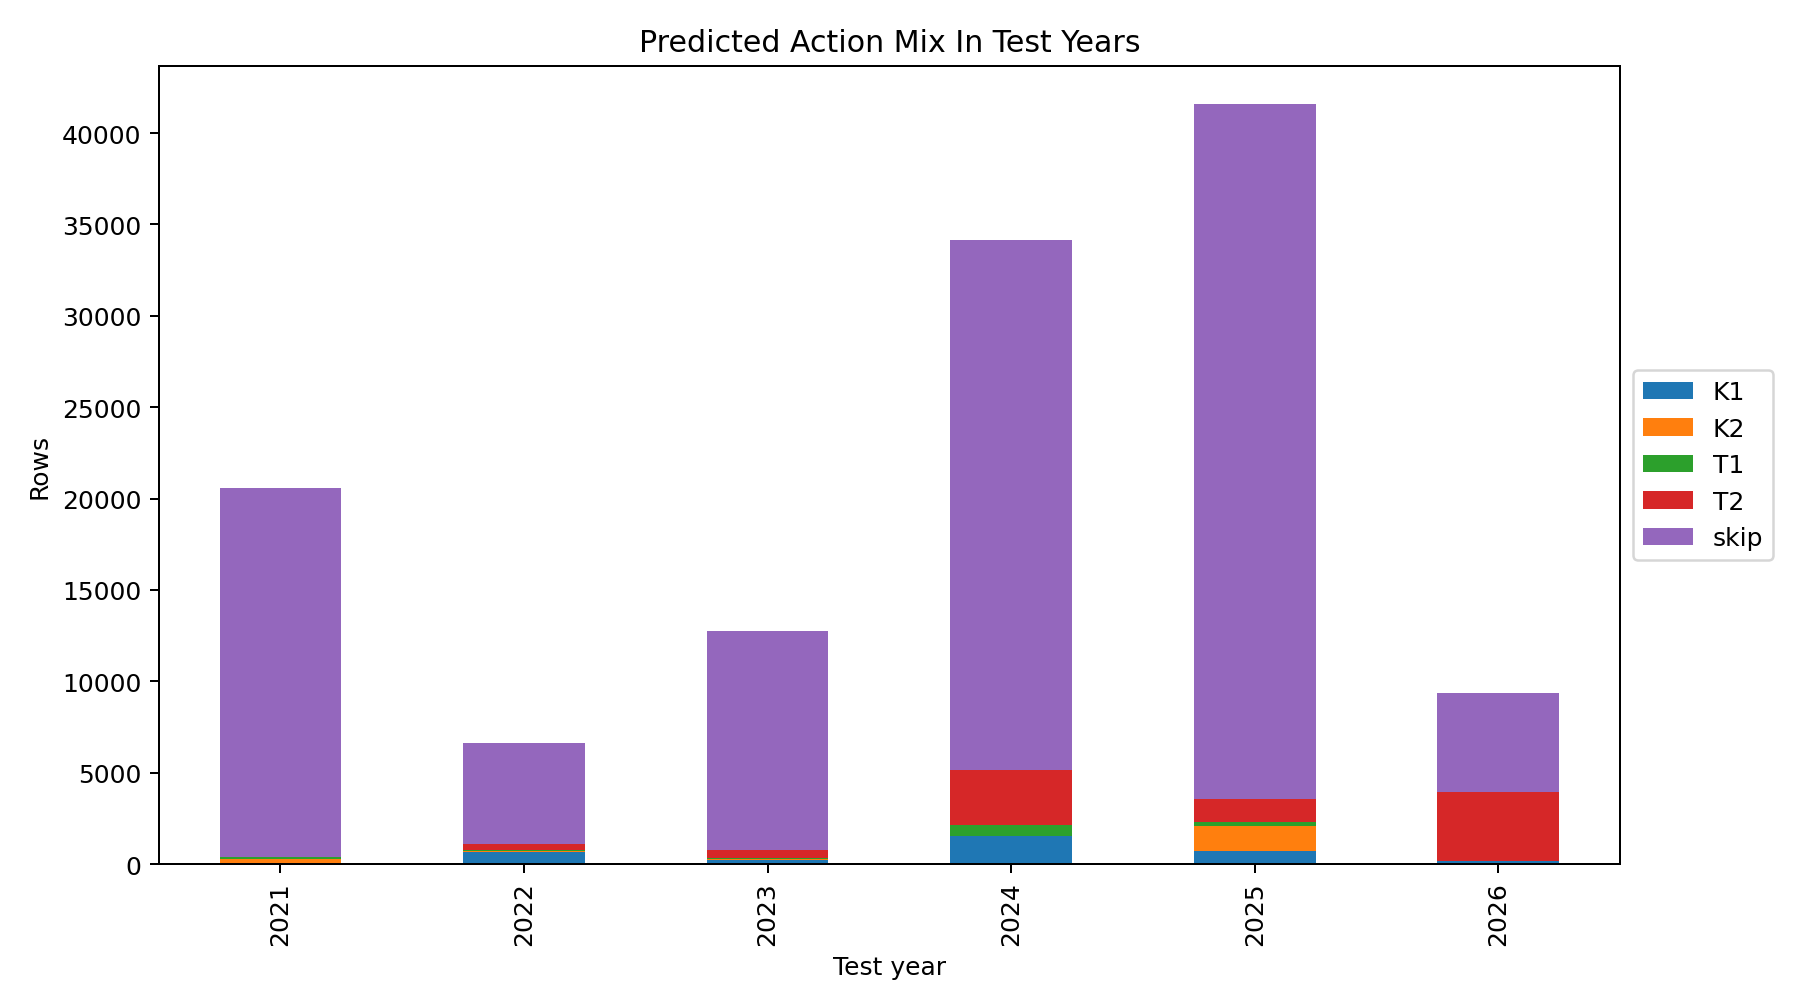 Predicted Action Mix In Test Years
Rows
40000
35000
30000
25000
20000
15000
10000
5000
0
2021
2022
2023
2024
2025
2026
Test year
K1
K2
T1
T2
skip